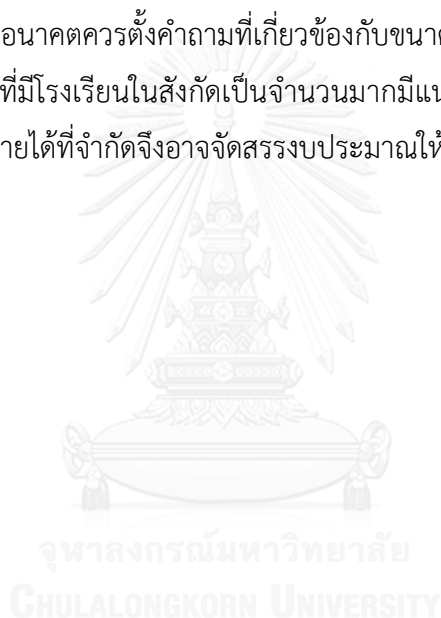 อนาคตควรตั้งคำถามที่เกี่ยวข้องกับขนาด
ที่มีโรงเรียนในสังกัดเป็นจำนวนมากมีแน
ายได้ที่จำกัดจึงอาจจัดสรรงบประมาณให้
จุฬาลงกรณ์มหาวิทยาลัย
CHULALONGKORN UNIVERSITY